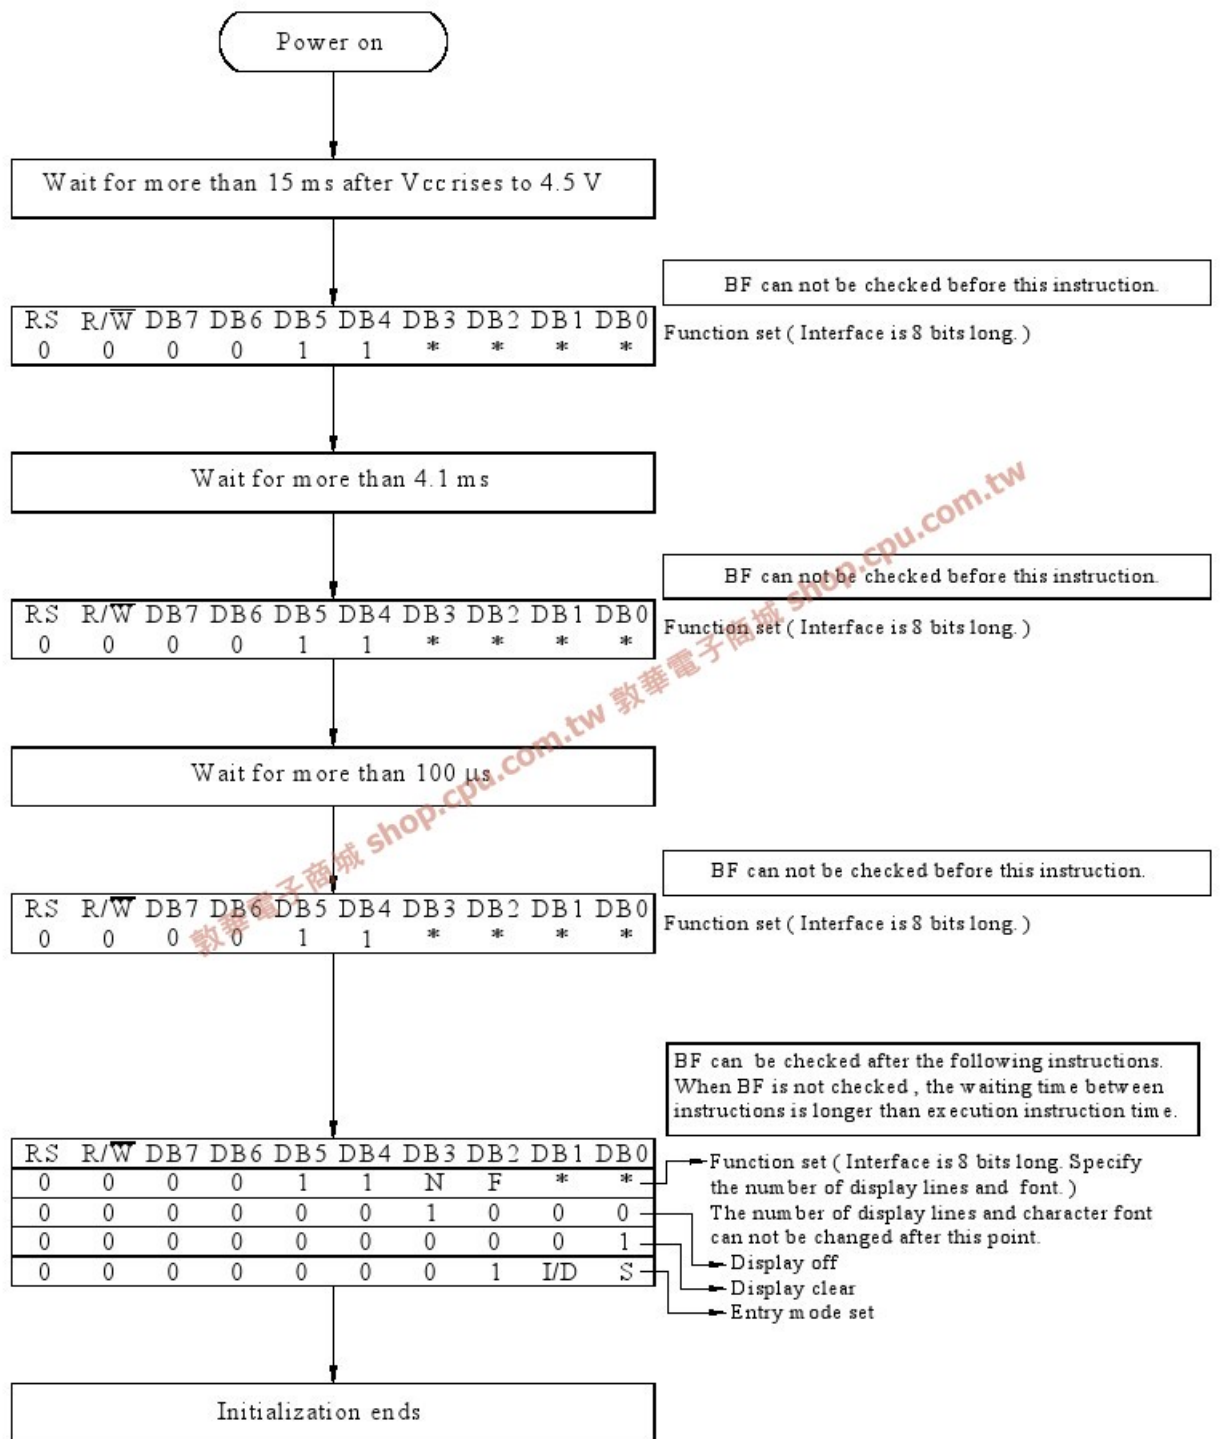 Power on
Wait for more than 15 ms after Vcc rises to 4.5 V
BF can not be checked before this instruction.
RS R/W̅ DB7 DB6 DB5 DB4 DB3 DB2 DB1 DB0
0 0 0 0 1 1 * * * *
Function set ( Interface is 8 bits long. )
Wait for more than 4.1 ms
BF can not be checked before this instruction.
RS R/W̅ DB7 DB6 DB5 DB4 DB3 DB2 DB1 DB0
0 0 0 0 1 1 * * * *
Function set ( Interface is 8 bits long. )
Wait for more than 100 µs
BF can not be checked before this instruction.
RS R/W̅ DB7 DB6 DB5 DB4 DB3 DB2 DB1 DB0
0 0 0 0 1 1 * * * *
Function set ( Interface is 8 bits long. )
BF can be checked after the following instructions.
When BF is not checked , the waiting time between
instructions is longer than execution instruction time.
RS R/W̅ DB7 DB6 DB5 DB4 DB3 DB2 DB1 DB0
0 0 0 0 1 1 N F * *
0 0 0 0 0 0 1 0 0 0
0 0 0 0 0 0 0 0 0 1
0 0 0 0 0 0 0 1 I/D S
Function set ( Interface is 8 bits long. Specify
the number of display lines and font. )
The number of display lines and character font
can not be changed after this point.
Display off
Display clear
Entry mode set
Initialization ends
敦華電子商城 shop.cpu.com.tw 敦華電子商城 shop.cpu.com.tw